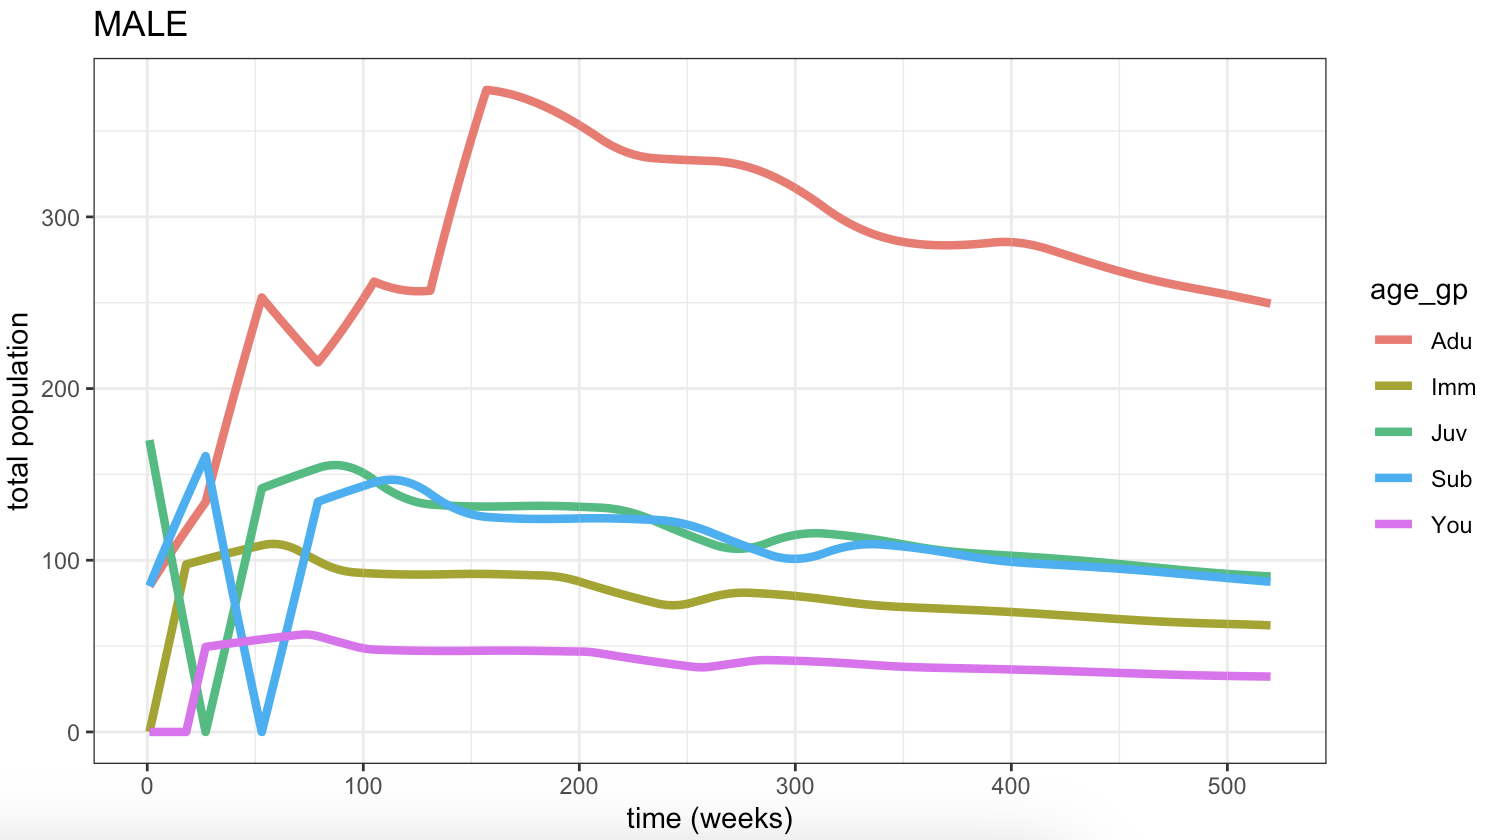 MALE
total population
300
200
100
0
0 100 200 300 400 500
time (weeks)
age_gp
Adu
Imm
Juv
Sub
You